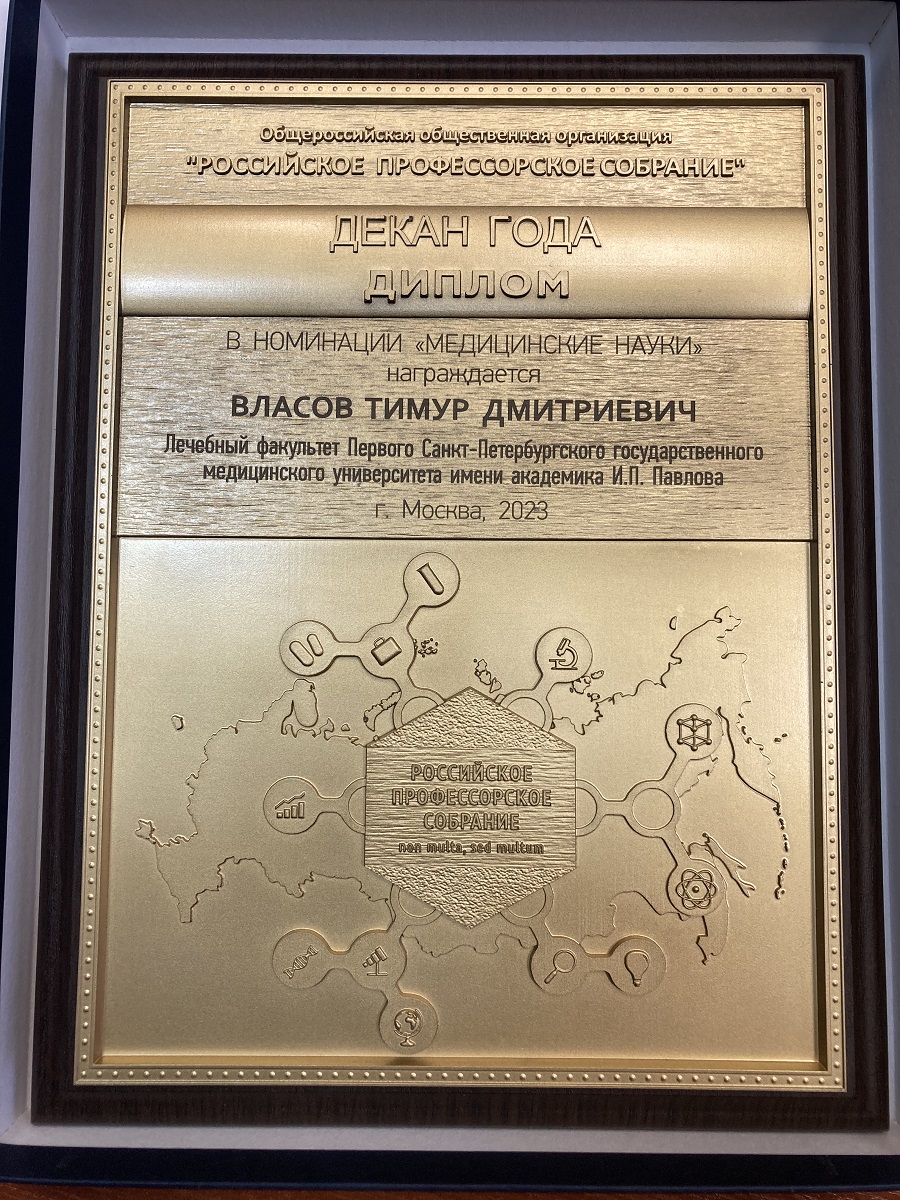 Общероссийская общественная организация
"РОССИЙСКОЕ ПРОФЕССОРСКОЕ СОБРАНИЕ"
ДЕКАН ГОДА
ДИПЛОМ
В НОМИНАЦИИ «МЕДИЦИНСКИЕ НАУКИ»
награждается
ВЛАСОВ ТИМУР ДМИТРИЕВИЧ
Лечебный факультет Первого Санкт-Петербургского государственного
медицинского университета имени академика И.П. Павлова
г. Москва, 2023
РОССИЙСКОЕ
ПРОФЕССОРСКОЕ
СОБРАНИЕ
non multa, sed multum